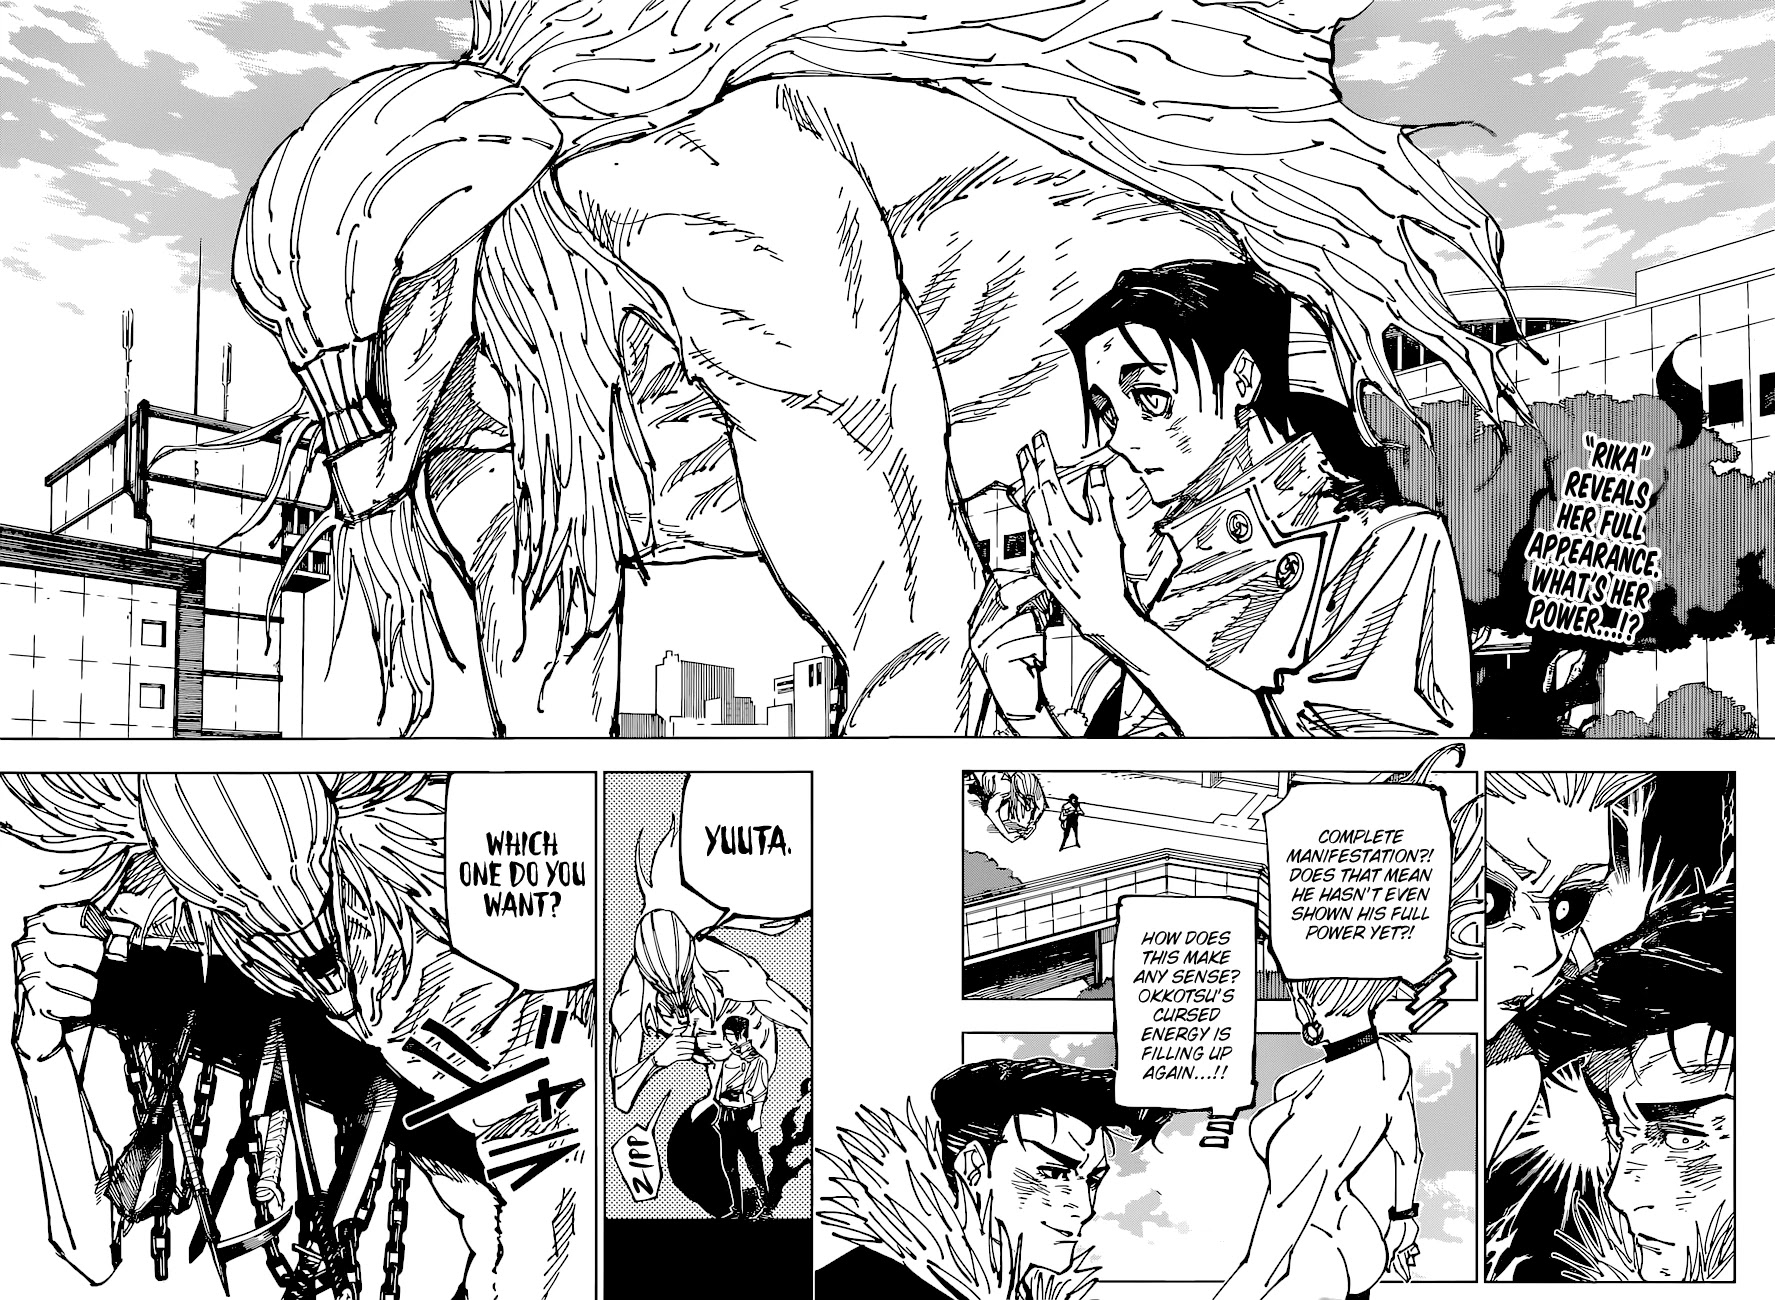 “RIKA”
REVEALS
HER FULL
APPEARANCE.
WHAT'S HER
POWER...!?
COMPLETE
MANIFESTATION?!
DOES THAT MEAN
HE HASN'T EVEN
SHOWN HIS FULL
POWER YET?!
HOW DOES
THIS MAKE
ANY SENSE?
OKKOTSU'S
CURSED
ENERGY IS
FILLING UP
AGAIN...!!
YUUTA.
ZIPP
WHICH
ONE DO YOU
WANT?